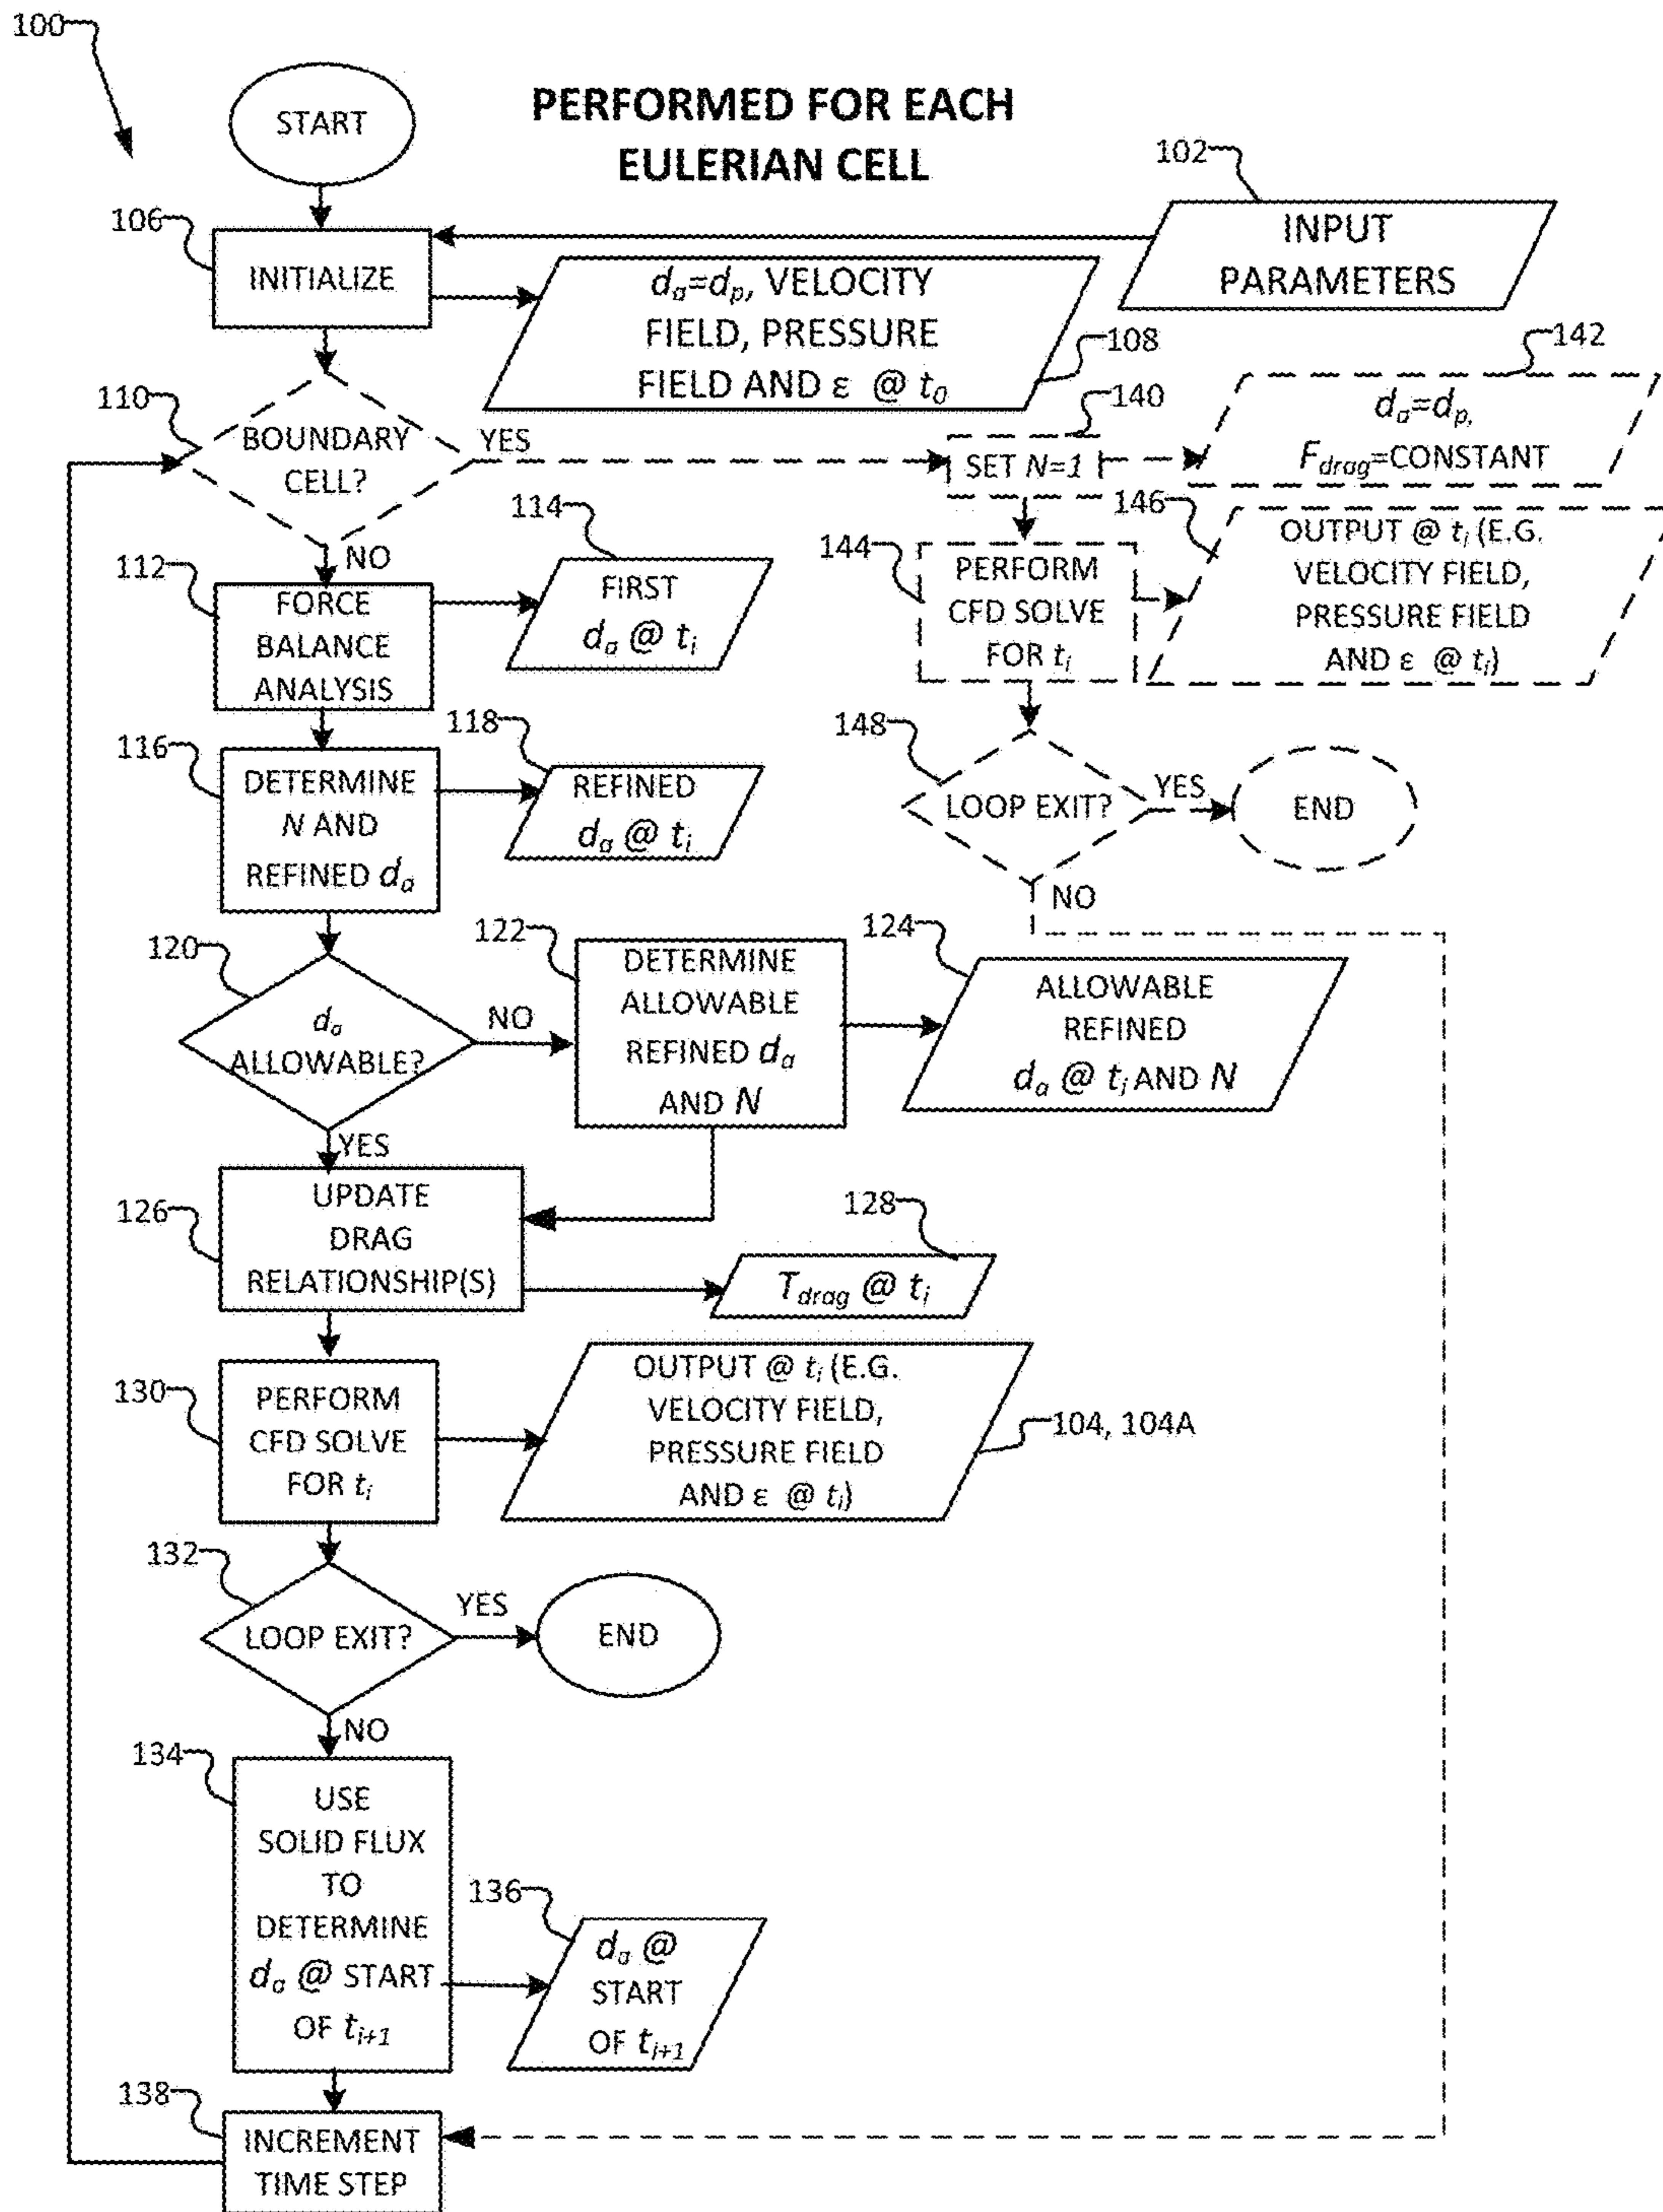 100
START
PERFORMED FOR EACH
EULERIAN CELL
102
INPUT
PARAMETERS
106
INITIALIZE
dₐ=dₚ, VELOCITY
FIELD, PRESSURE
FIELD AND ε @ t₀
108
110
BOUNDARY
CELL?
YES
NO
140
SET N=1
142
dₐ=dₚ,
F_drag=CONSTANT
112
FORCE
BALANCE
ANALYSIS
114
FIRST
dₐ @ tᵢ
144
PERFORM
CFD SOLVE
FOR tᵢ
146
OUTPUT @ tᵢ (E.G.
VELOCITY FIELD,
PRESSURE FIELD
AND ε @ tᵢ)
116
DETERMINE
N AND
REFINED dₐ
118
REFINED
dₐ @ tᵢ
148
LOOP EXIT?
YES
END
NO
120
dₐ
ALLOWABLE?
NO
YES
122
DETERMINE
ALLOWABLE
REFINED dₐ
AND N
124
ALLOWABLE
REFINED
dₐ @ tᵢ AND N
126
UPDATE
DRAG
RELATIONSHIP(S)
128
T_drag @ tᵢ
130
PERFORM
CFD SOLVE
FOR tᵢ
OUTPUT @ tᵢ (E.G.
VELOCITY FIELD,
PRESSURE FIELD
AND ε @ tᵢ)
104, 104A
132
LOOP EXIT?
YES
END
NO
134
USE
SOLID FLUX
TO
DETERMINE
dₐ @ START
OF tᵢ₊₁
136
dₐ @
START
OF tᵢ₊₁
138
INCREMENT
TIME STEP